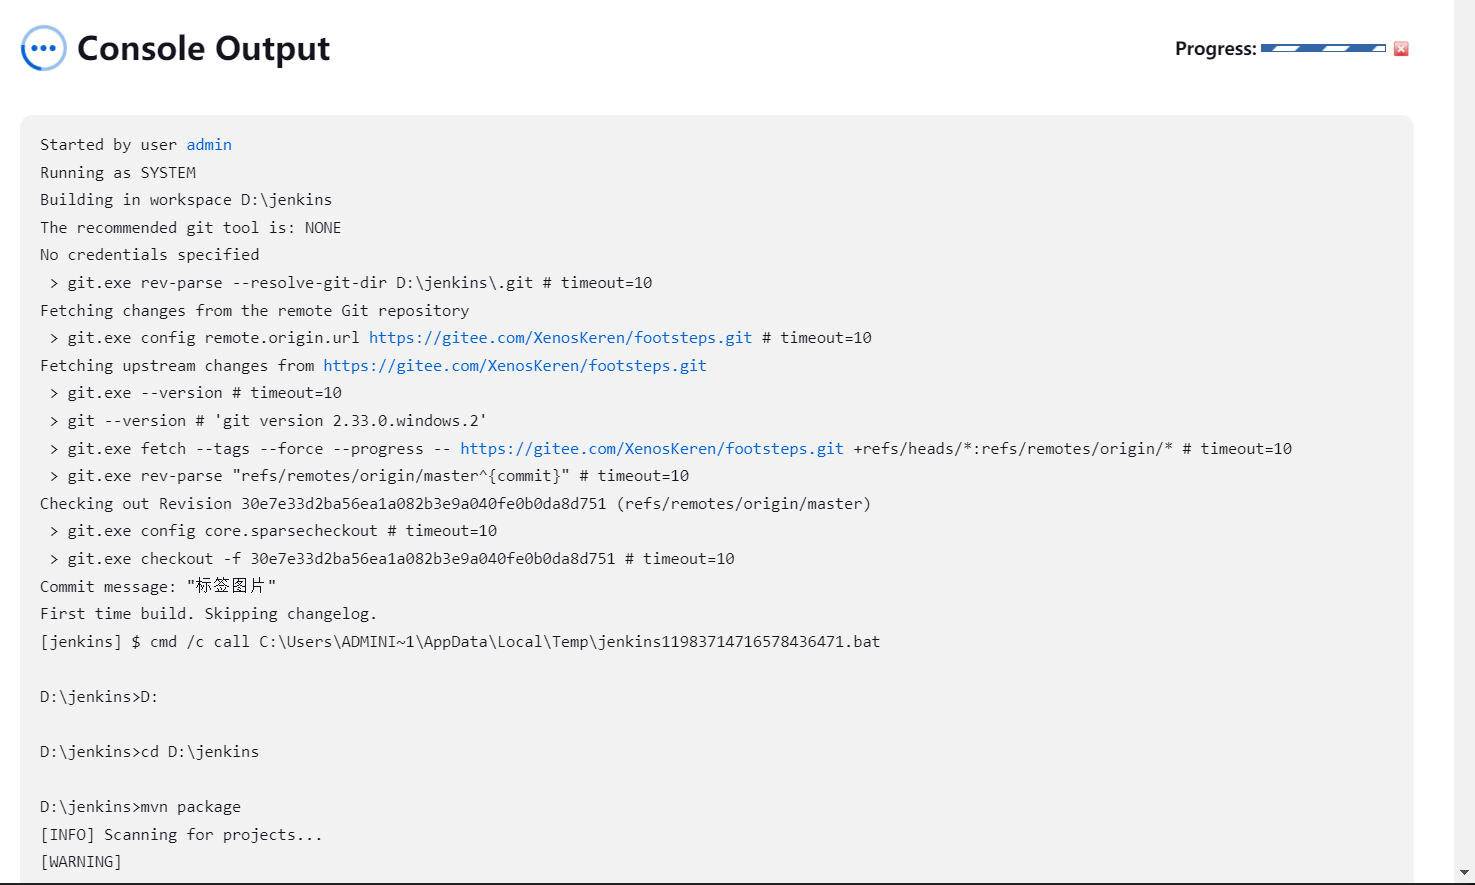 Console Output
Progress:
Started by user admin
Running as SYSTEM
Building in workspace D:\jenkins
The recommended git tool is: NONE
No credentials specified
 > git.exe rev-parse --resolve-git-dir D:\jenkins\.git # timeout=10
Fetching changes from the remote Git repository
 > git.exe config remote.origin.url https://gitee.com/XenosKeren/footsteps.git # timeout=10
Fetching upstream changes from https://gitee.com/XenosKeren/footsteps.git
 > git.exe --version # timeout=10
 > git --version # 'git version 2.33.0.windows.2'
 > git.exe fetch --tags --force --progress -- https://gitee.com/XenosKeren/footsteps.git +refs/heads/*:refs/remotes/origin/* # timeout=10
 > git.exe rev-parse "refs/remotes/origin/master^{commit}" # timeout=10
Checking out Revision 30e7e33d2ba56ea1a082b3e9a040fe0b0da8d751 (refs/remotes/origin/master)
 > git.exe config core.sparsecheckout # timeout=10
 > git.exe checkout -f 30e7e33d2ba56ea1a082b3e9a040fe0b0da8d751 # timeout=10
Commit message: "标签图片"
First time build. Skipping changelog.
[jenkins] $ cmd /c call C:\Users\ADMINI~1\AppData\Local\Temp\jenkins11983714716578436471.bat
D:\jenkins>D:
D:\jenkins>cd D:\jenkins
D:\jenkins>mvn package
[INFO] Scanning for projects...
[WARNING]